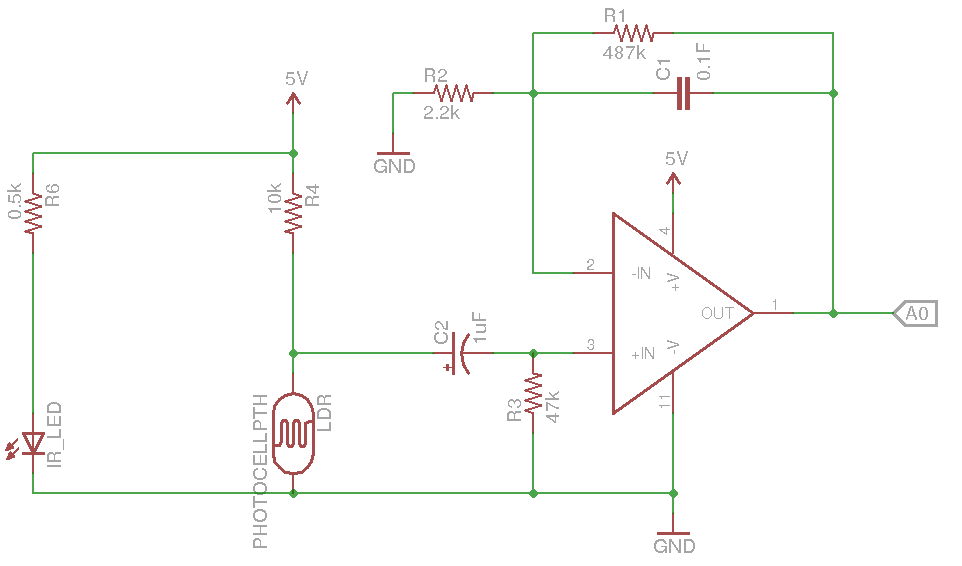 R1
487k
C1
0.1F
R2
2.2k
GND
5V
5V
0.5k
R6
10k
R4
4
2
-IN
+V
OUT
1
A0
C2
1uF
3
+IN
-V
11
R3
47k
PHOTOCELLPTH
LDR
IR_LED
GND